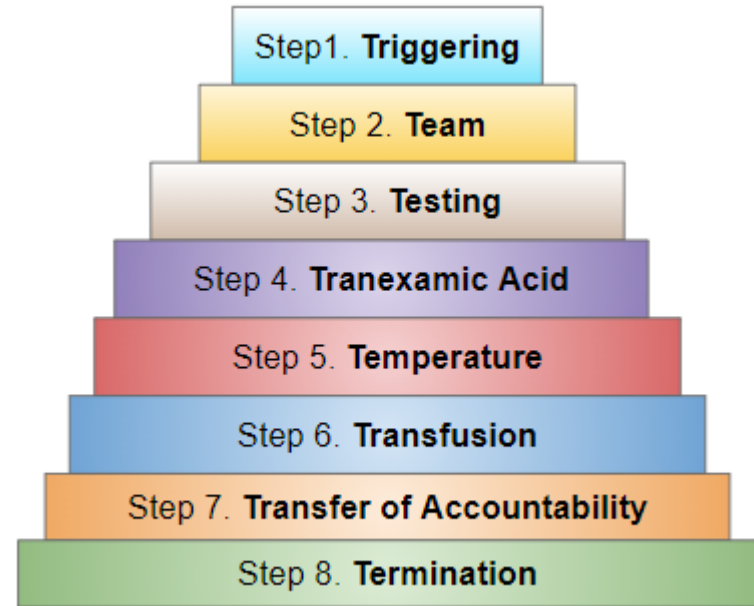 Step1. Triggering
Step 2. Team
Step 3. Testing
Step 4. Tranexamic Acid
Step 5. Temperature
Step 6. Transfusion
Step 7. Transfer of Accountability
Step 8. Termination